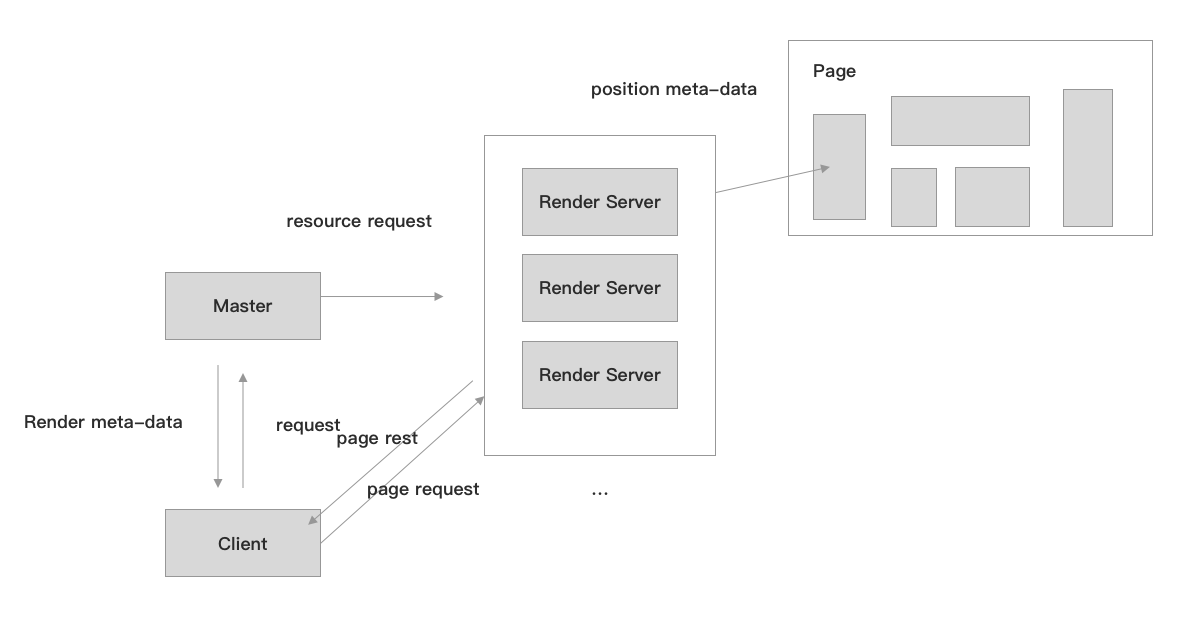 Page
position meta-data
Render Server
resource request
Render Server
Master
Render Server
Render meta-data
request
page rest
page request
...
Client